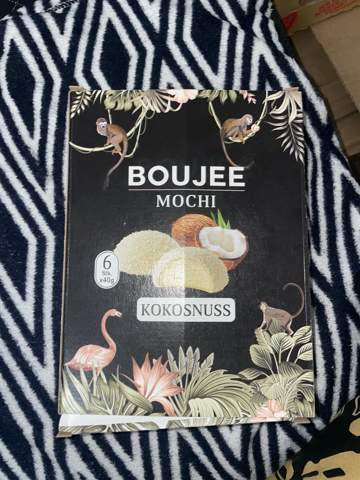 BOUJEE
MOCHI
6
Stk.
x40g
KOKOSNUSS